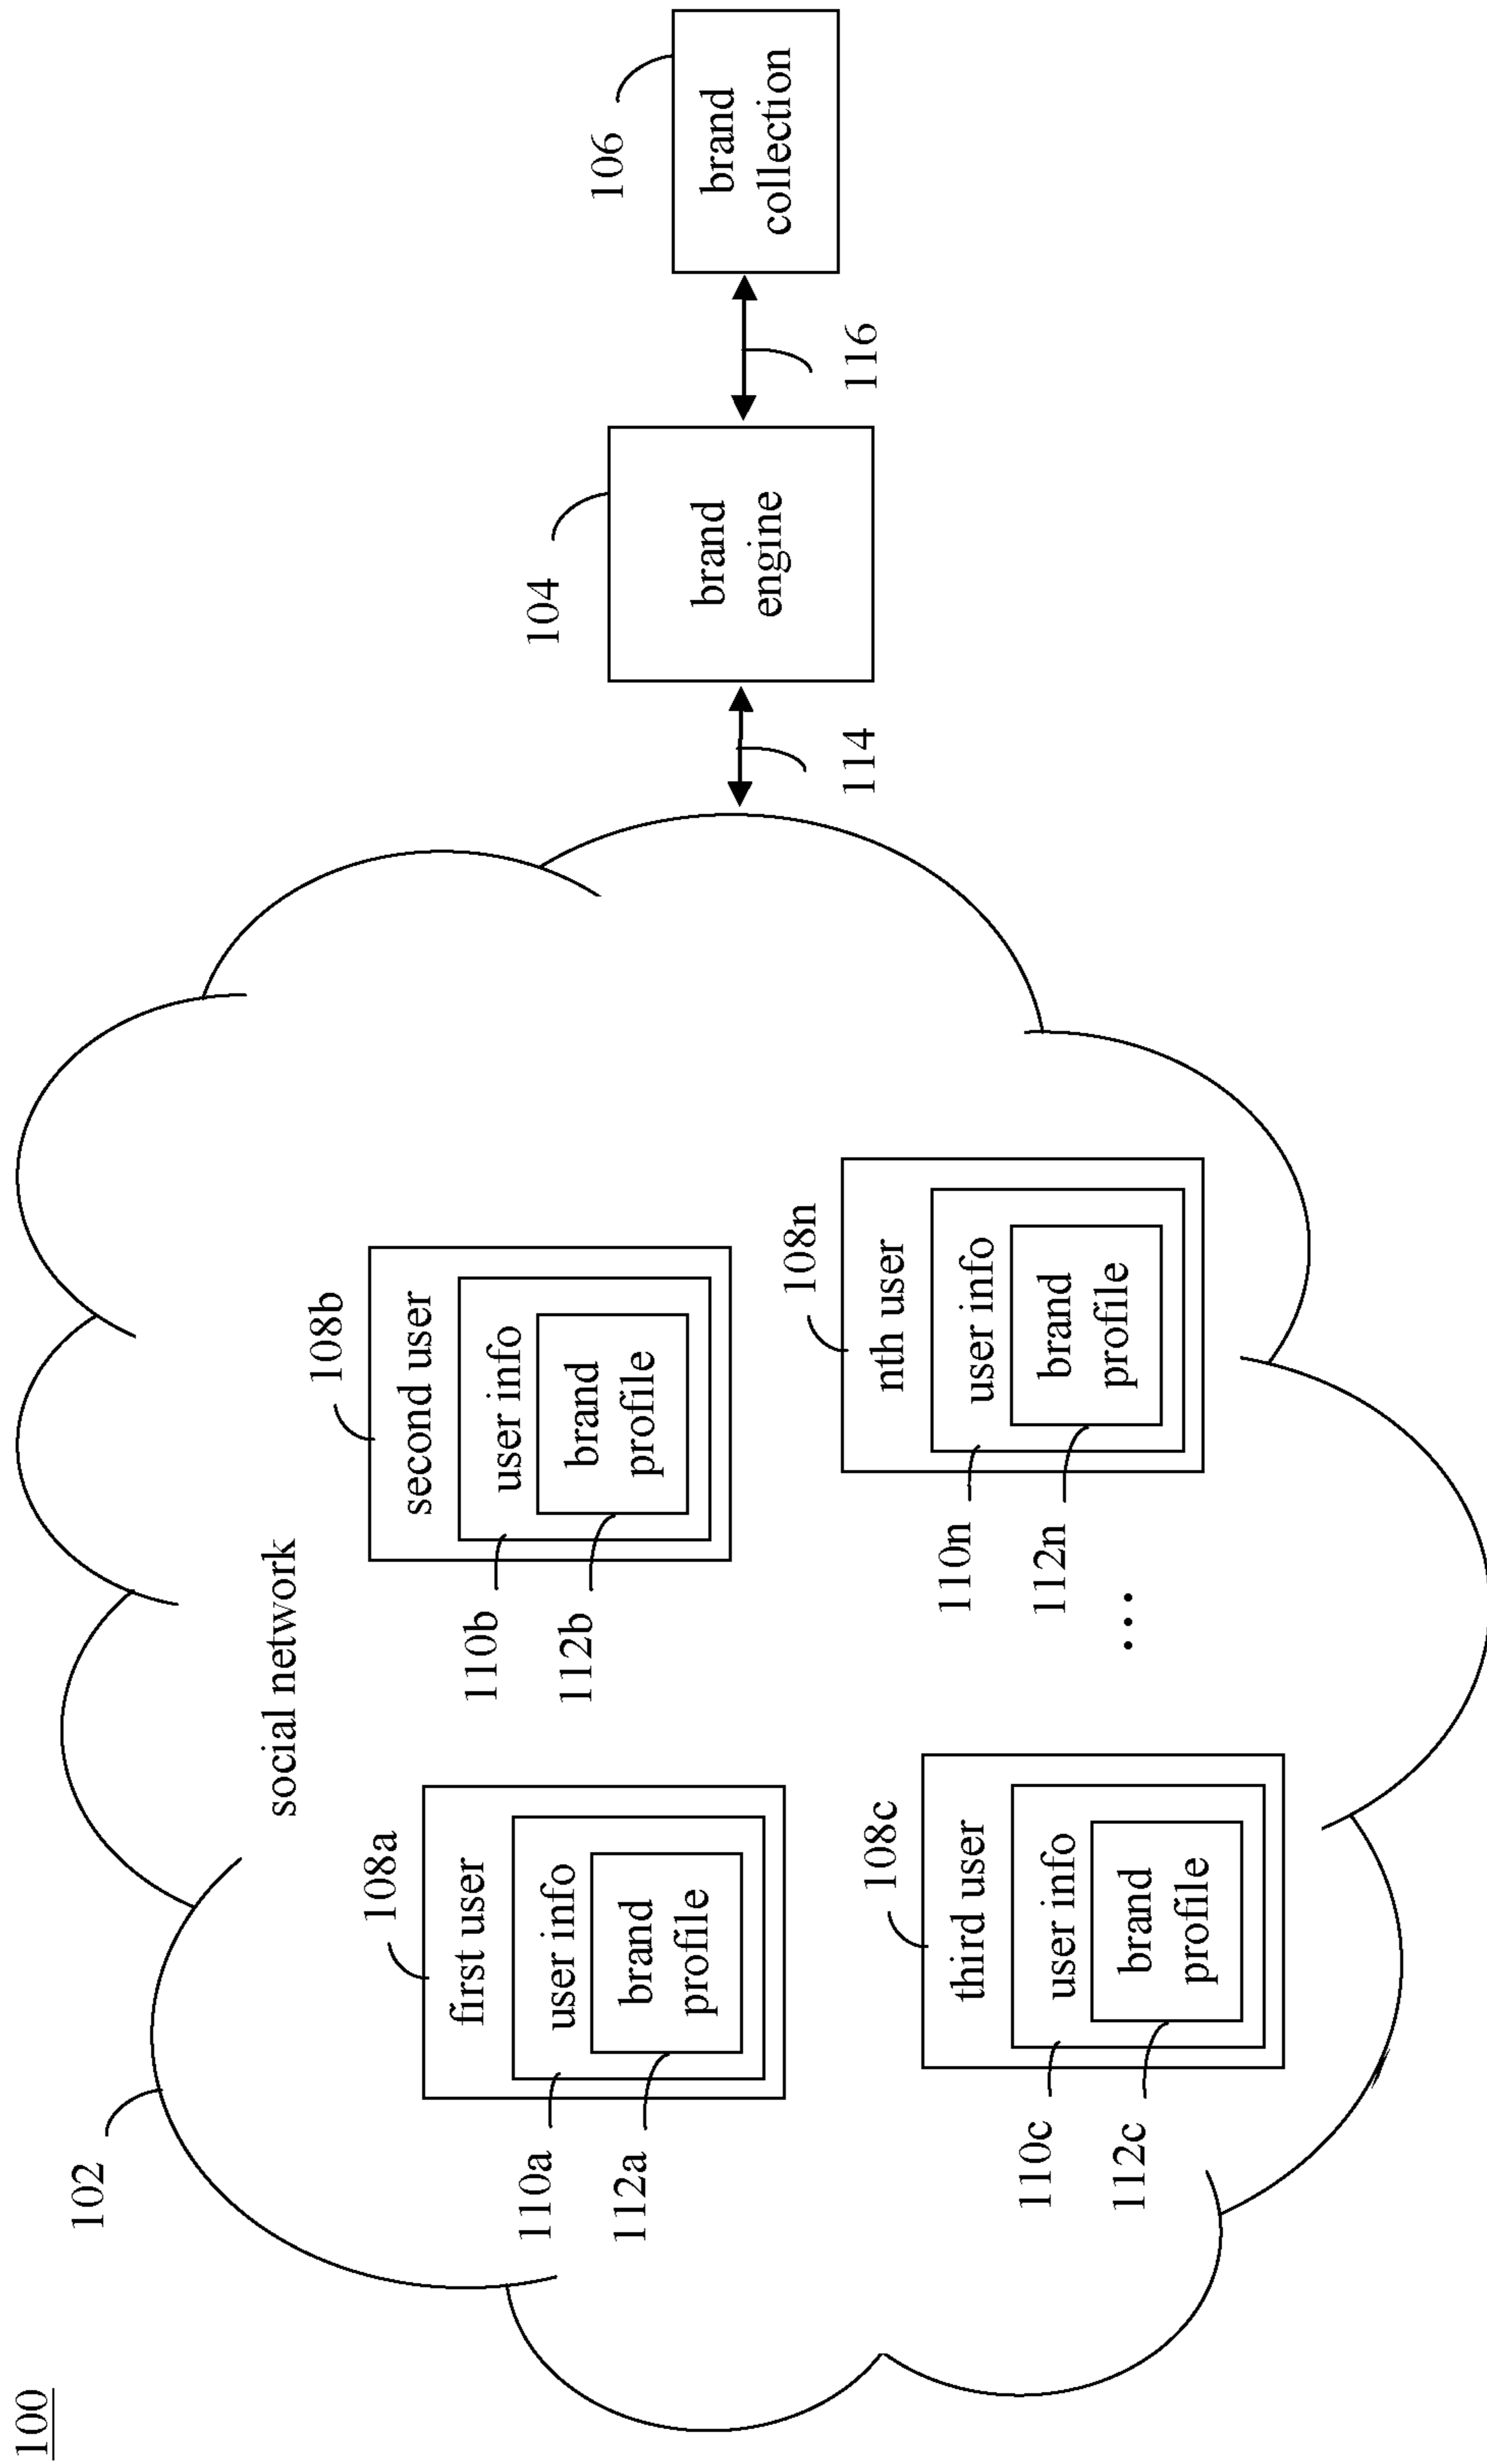 100
102
social network
108a
first user
user info
brand
profile
110a
112a
108b
second user
user info
brand
profile
110b
112b
108c
third user
user info
brand
profile
110c
112c
...
108n
nth user
user info
brand
profile
110n
112n
114
104
brand
engine
116
106
brand
collection